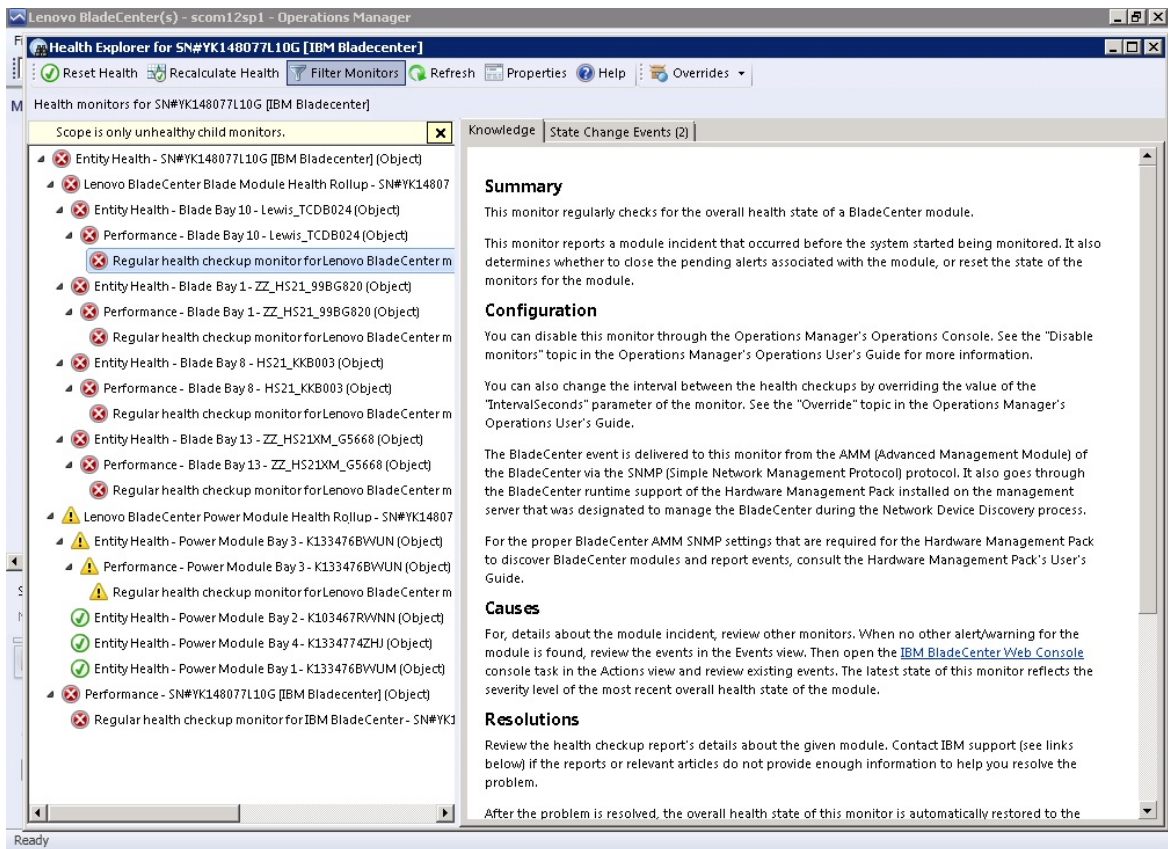 Lenovo BladeCenter(s) - scom12sp1 - Operations Manager
Health Explorer for SN#YK148077L10G [IBM Bladecenter]
Reset Health Recalculate Health Filter Monitors Refresh Properties Help Overrides
Health monitors for SN#YK148077L10G [IBM Bladecenter]
Scope is only unhealthy child monitors.
Entity Health - SN#YK148077L10G [IBM Bladecenter] (Object)
Lenovo BladeCenter Blade Module Health Rollup - SN#YK14807
Entity Health - Blade Bay 10 - Lewis_TCDB024 (Object)
Performance - Blade Bay 10 - Lewis_TCDB024 (Object)
Regular health checkup monitor for Lenovo BladeCenter m
Entity Health - Blade Bay 1 - ZZ_HS21_99BG820 (Object)
Performance - Blade Bay 1 - ZZ_HS21_99BG820 (Object)
Regular health checkup monitor for Lenovo BladeCenter m
Entity Health - Blade Bay 8 - HS21_KKB003 (Object)
Performance - Blade Bay 8 - HS21_KKB003 (Object)
Regular health checkup monitor for Lenovo BladeCenter m
Entity Health - Blade Bay 13 - ZZ_HS21XM_G5668 (Object)
Performance - Blade Bay 13 - ZZ_HS21XM_G5668 (Object)
Regular health checkup monitor for Lenovo BladeCenter m
Lenovo BladeCenter Power Module Health Rollup - SN#YK14807
Entity Health - Power Module Bay 3 - K133476BWUN (Object)
Performance - Power Module Bay 3 - K133476BWUN (Object)
Regular health checkup monitor for Lenovo BladeCenter m
Entity Health - Power Module Bay 2 - K103467RWNN (Object)
Entity Health - Power Module Bay 4 - K1334774ZHJ (Object)
Entity Health - Power Module Bay 1 - K133476BWUM (Object)
Performance - SN#YK148077L10G [IBM Bladecenter] (Object)
Regular health checkup monitor for IBM BladeCenter - SN#YK1
Knowledge State Change Events (2)
Summary
This monitor regularly checks for the overall health state of a BladeCenter module.
This monitor reports a module incident that occurred before the system started being monitored. It also
determines whether to close the pending alerts associated with the module, or reset the state of the
monitors for the module.
Configuration
You can disable this monitor through the Operations Manager's Operations Console. See the "Disable
monitors" topic in the Operations Manager's Operations User's Guide for more information.
You can also change the interval between the health checkups by overriding the value of the
"IntervalSeconds" parameter of the monitor. See the "Override" topic in the Operations Manager's
Operations User's Guide.
The BladeCenter event is delivered to this monitor from the AMM (Advanced Management Module) of
the BladeCenter via the SNMP (Simple Network Management Protocol) protocol. It also goes through
the BladeCenter runtime support of the Hardware Management Pack installed on the management
server that was designated to manage the BladeCenter during the Network Device Discovery process.
For the proper BladeCenter AMM SNMP settings that are required for the Hardware Management Pack
to discover BladeCenter modules and report events, consult the Hardware Management Pack's User's
Guide.
Causes
For, details about the module incident, review other monitors. When no other alert/warning for the
module is found, review the events in the Events view. Then open the IBM BladeCenter Web Console
console task in the Actions view and review existing events. The latest state of this monitor reflects the
severity level of the most recent overall health state of the module.
Resolutions
Review the health checkup report's details about the given module. Contact IBM support (see links
below) if the reports or relevant articles do not provide enough information to help you resolve the
problem.
After the problem is resolved, the overall health state of this monitor is automatically restored to the
Ready